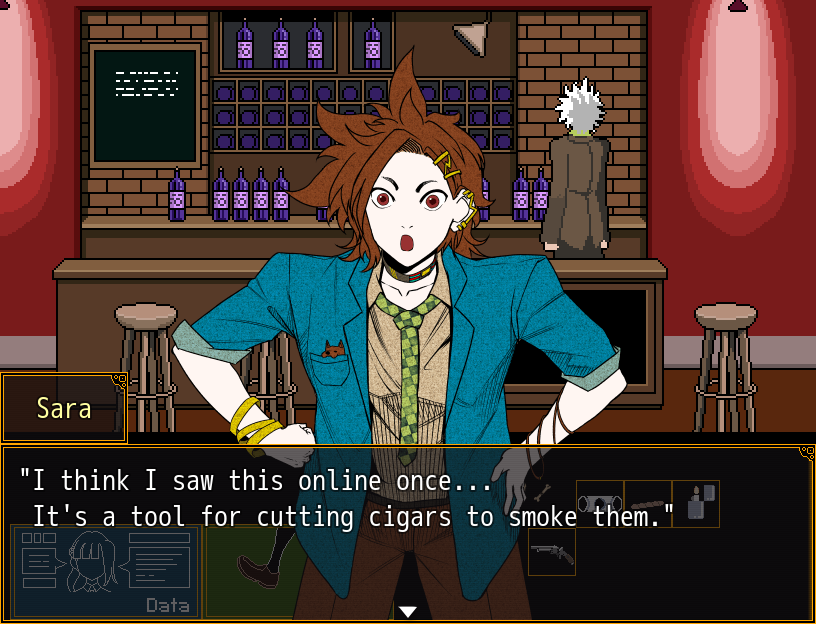 Sara
"I think I saw this online once...
It's a tool for cutting cigars to smoke them."
Data